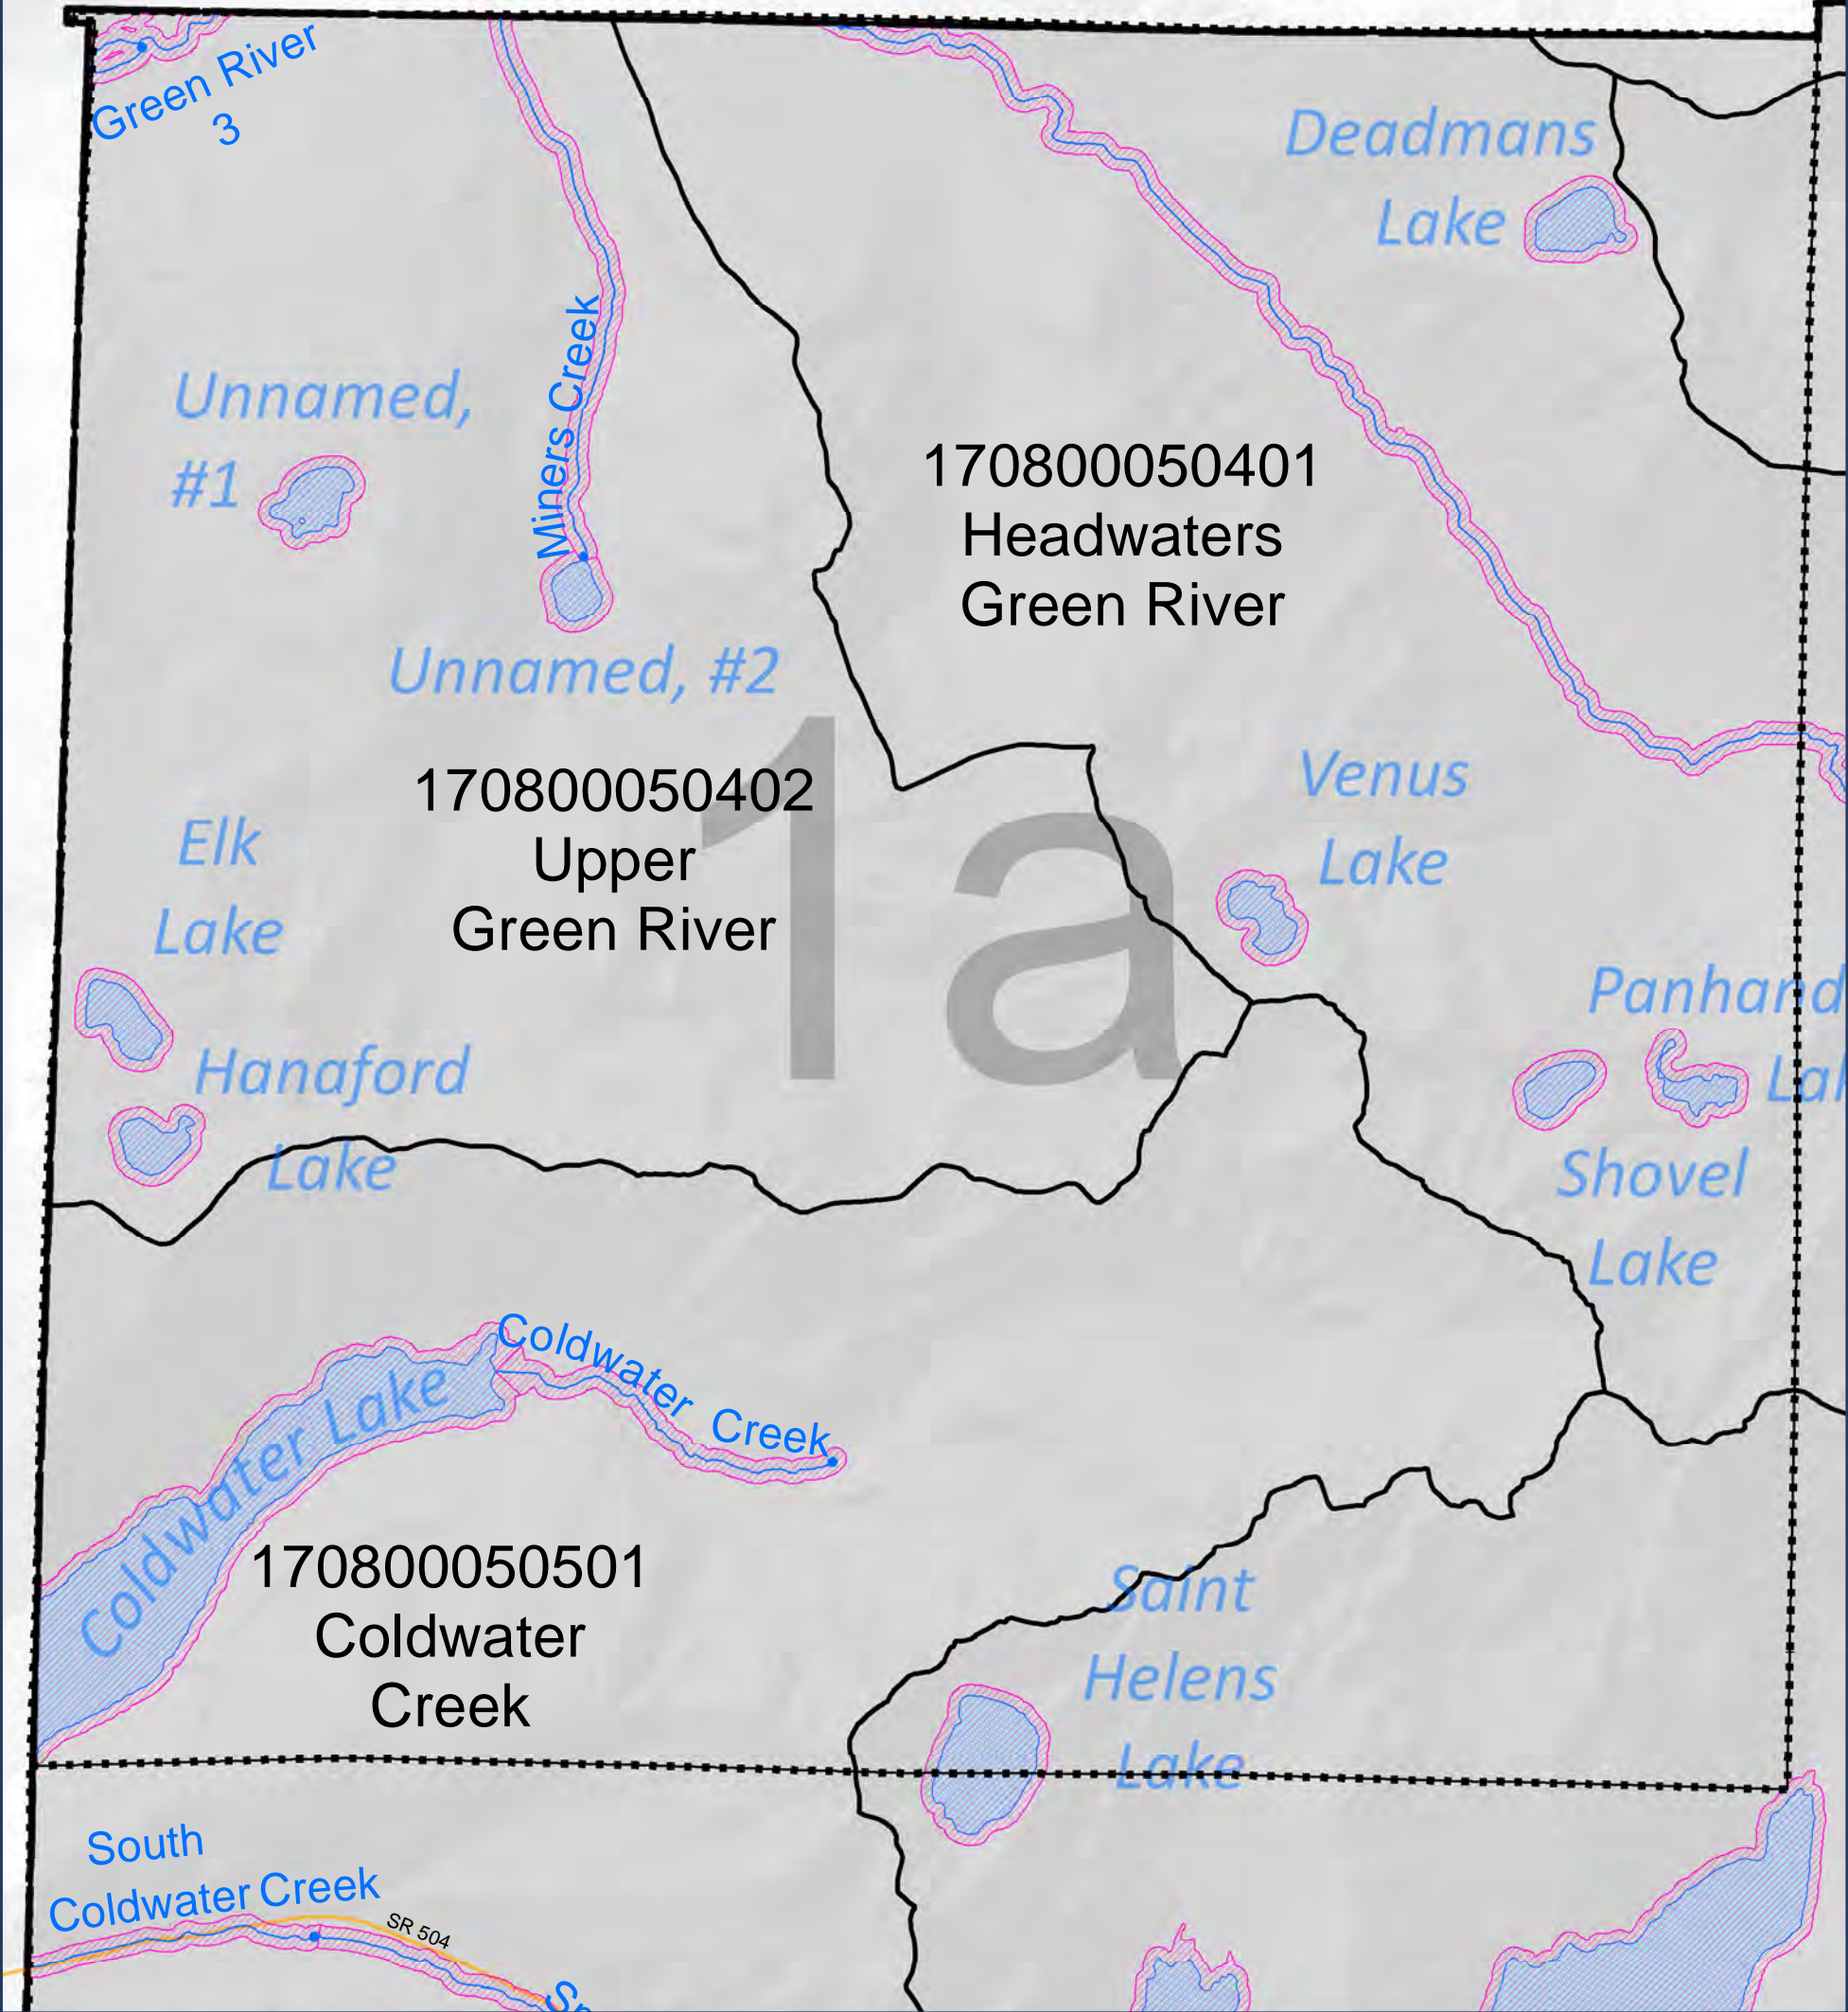 Green River
3
Deadmans
Lake
Miners Creek
Unnamed,
#1
170800050401
Headwaters
Green River
Unnamed, #2
1a
170800050402
Upper
Green River
Venus
Lake
Elk
Lake
Panhand
Hanaford
Lake
Shovel
Lake
Coldwater Creek
Coldwater Lake
170800050501
Coldwater
Creek
Saint
Helens
Lake
South
Coldwater Creek
SR 504